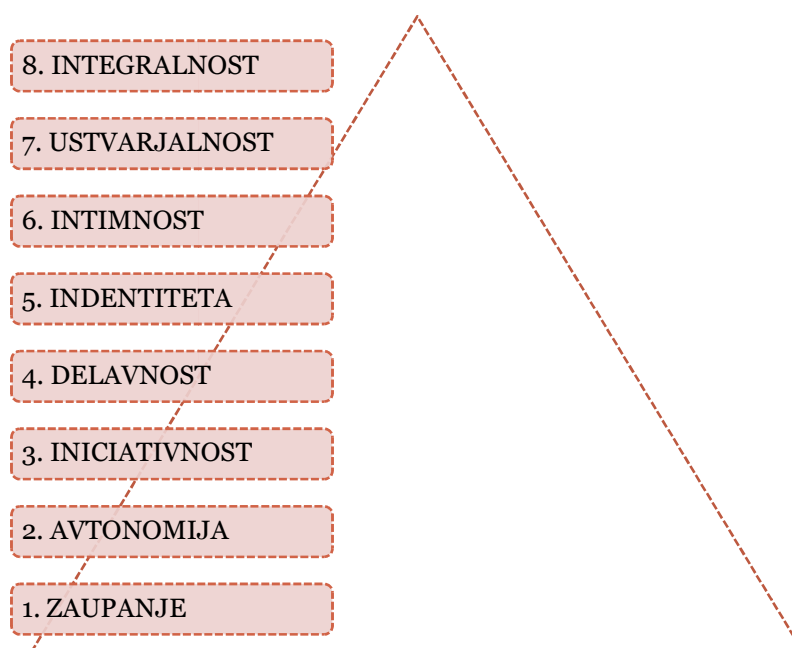 8. INTEGRALNOST
7. USTVARJALNOST
6. INTIMNOST
5. INDENTITETA
4. DELAVNOST
3. INICIATIVNOST
2. AVTONOMIJA
1. ZAUPANJE